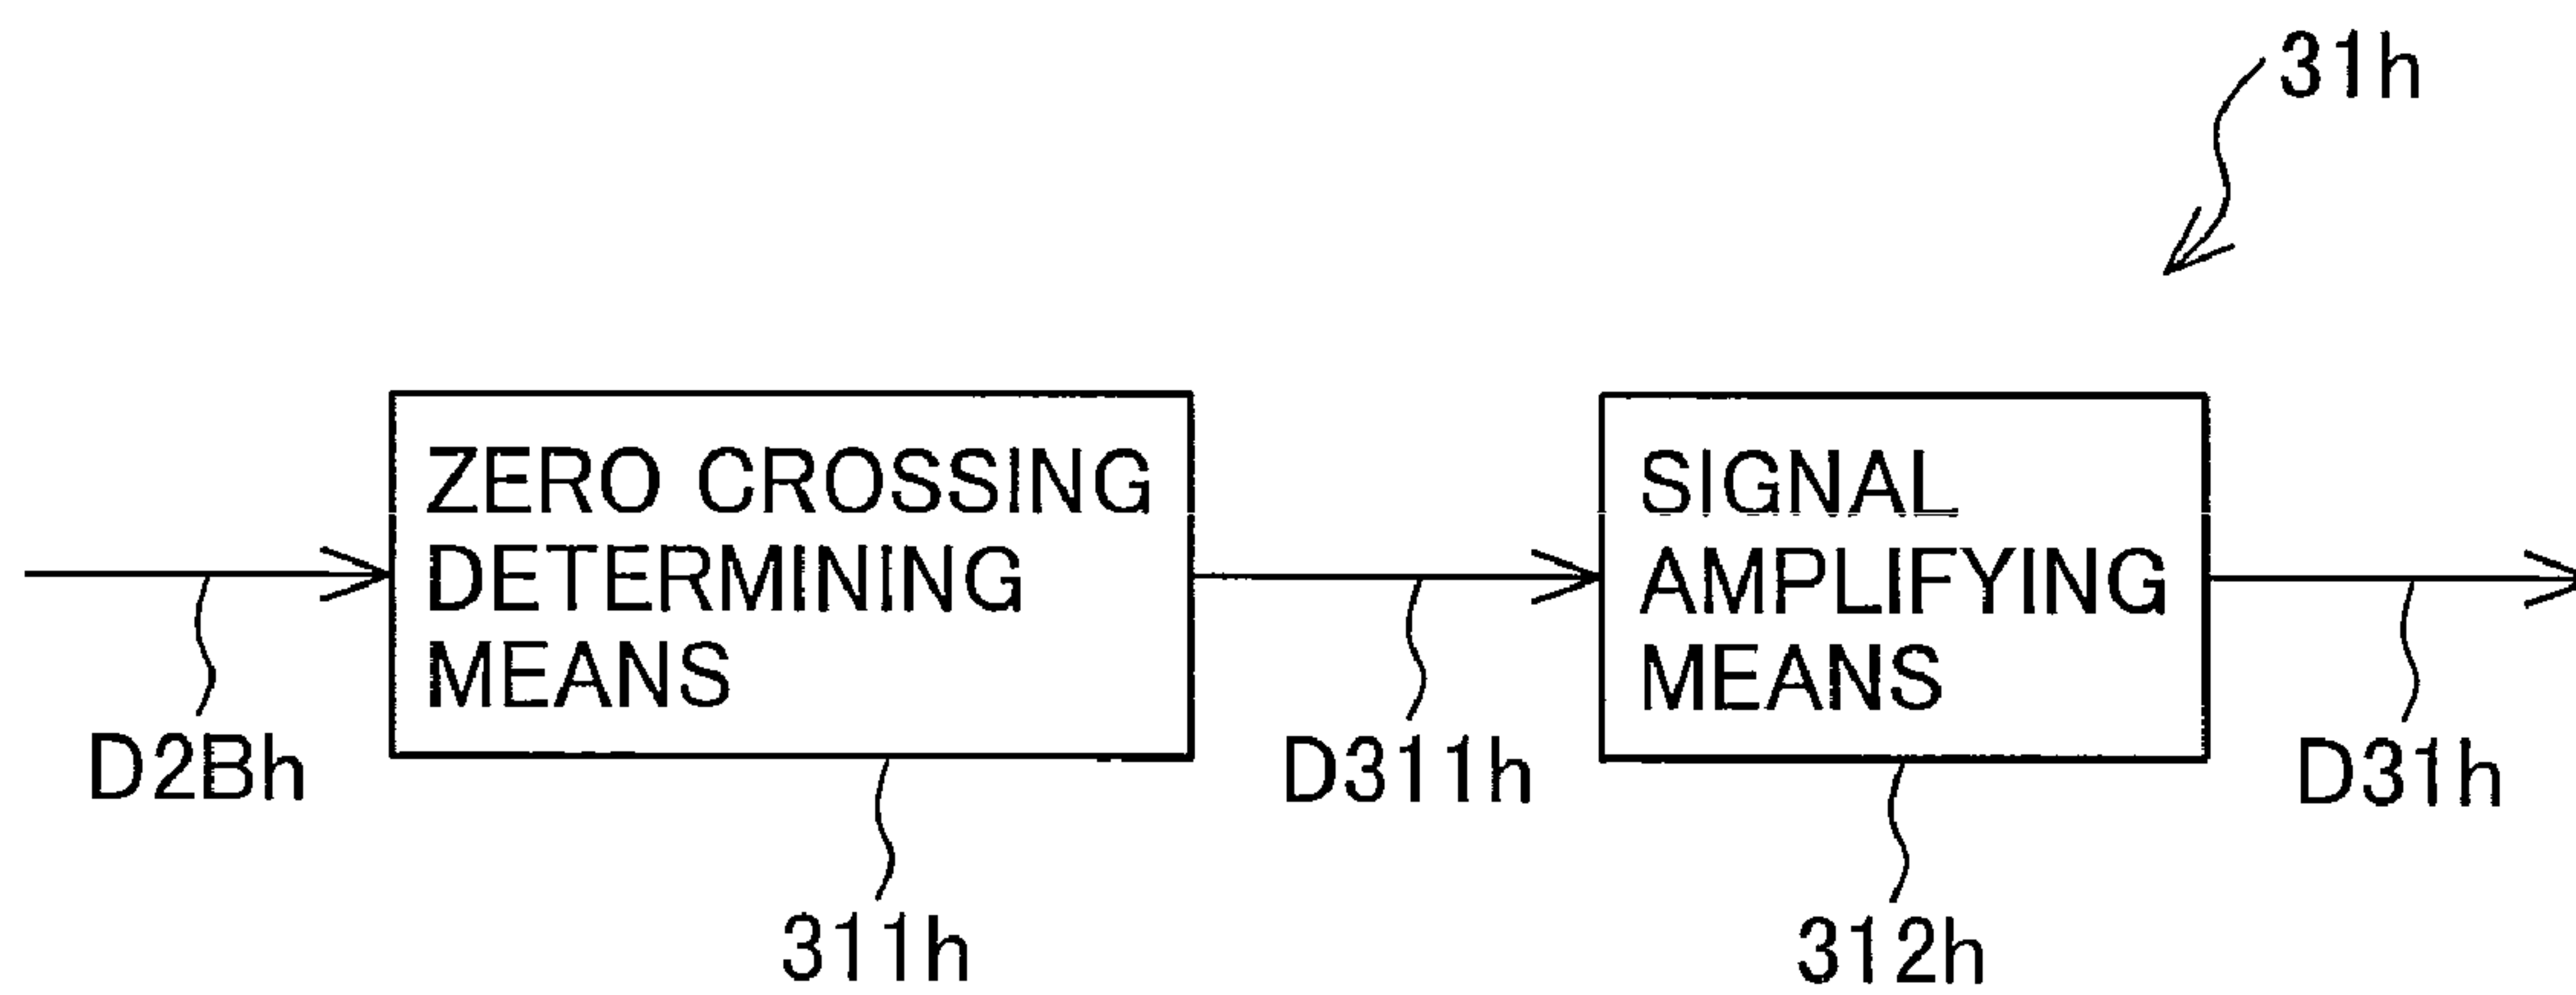 31h
ZERO CROSSING
DETERMINING
MEANS
SIGNAL
AMPLIFYING
MEANS
D2Bh
D311h
D31h
311h
312h